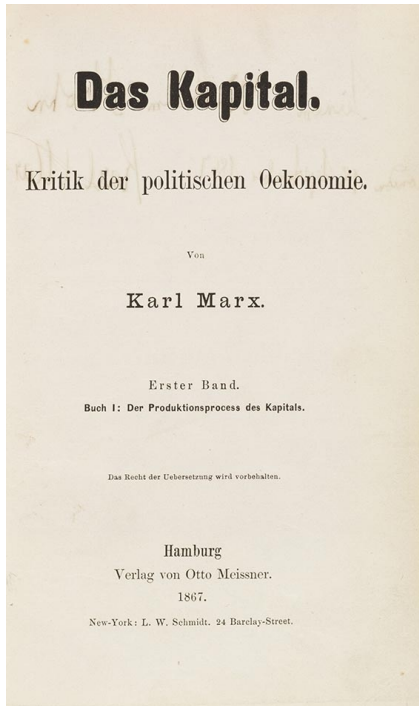 Das Kapital.
Kritik der politischen Oekonomie.
Von
Karl Marx.
Erster Band.
Buch I: Der Produktionsprocess des Kapitals.
Das Recht der Uebersetzung wird vorbehalten.
Hamburg
Verlag von Otto Meissner.
1867.
New-York: L. W. Schmidt. 24 Barclay-Street.